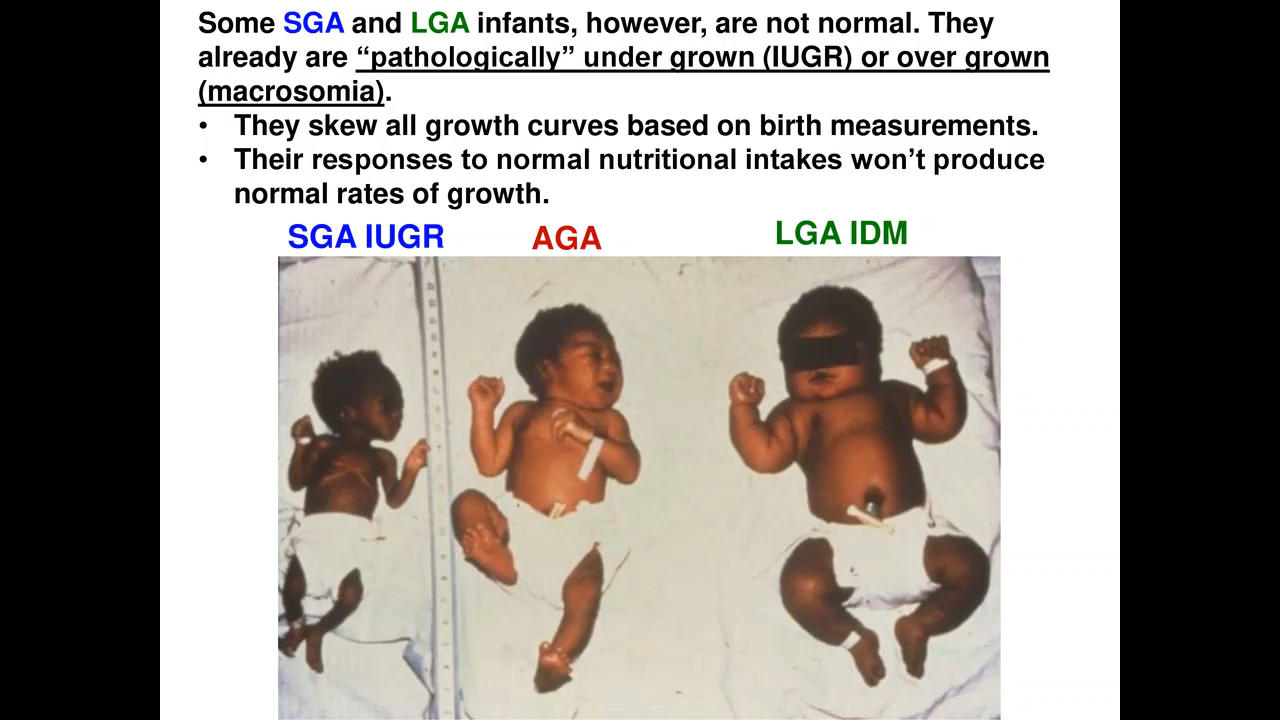 Some SGA and LGA infants, however, are not normal. They
already are “pathologically” under grown (IUGR) or over grown
(macrosomia).
• They skew all growth curves based on birth measurements.
• Their responses to normal nutritional intakes won’t produce
normal rates of growth.
SGA IUGR AGA LGA IDM